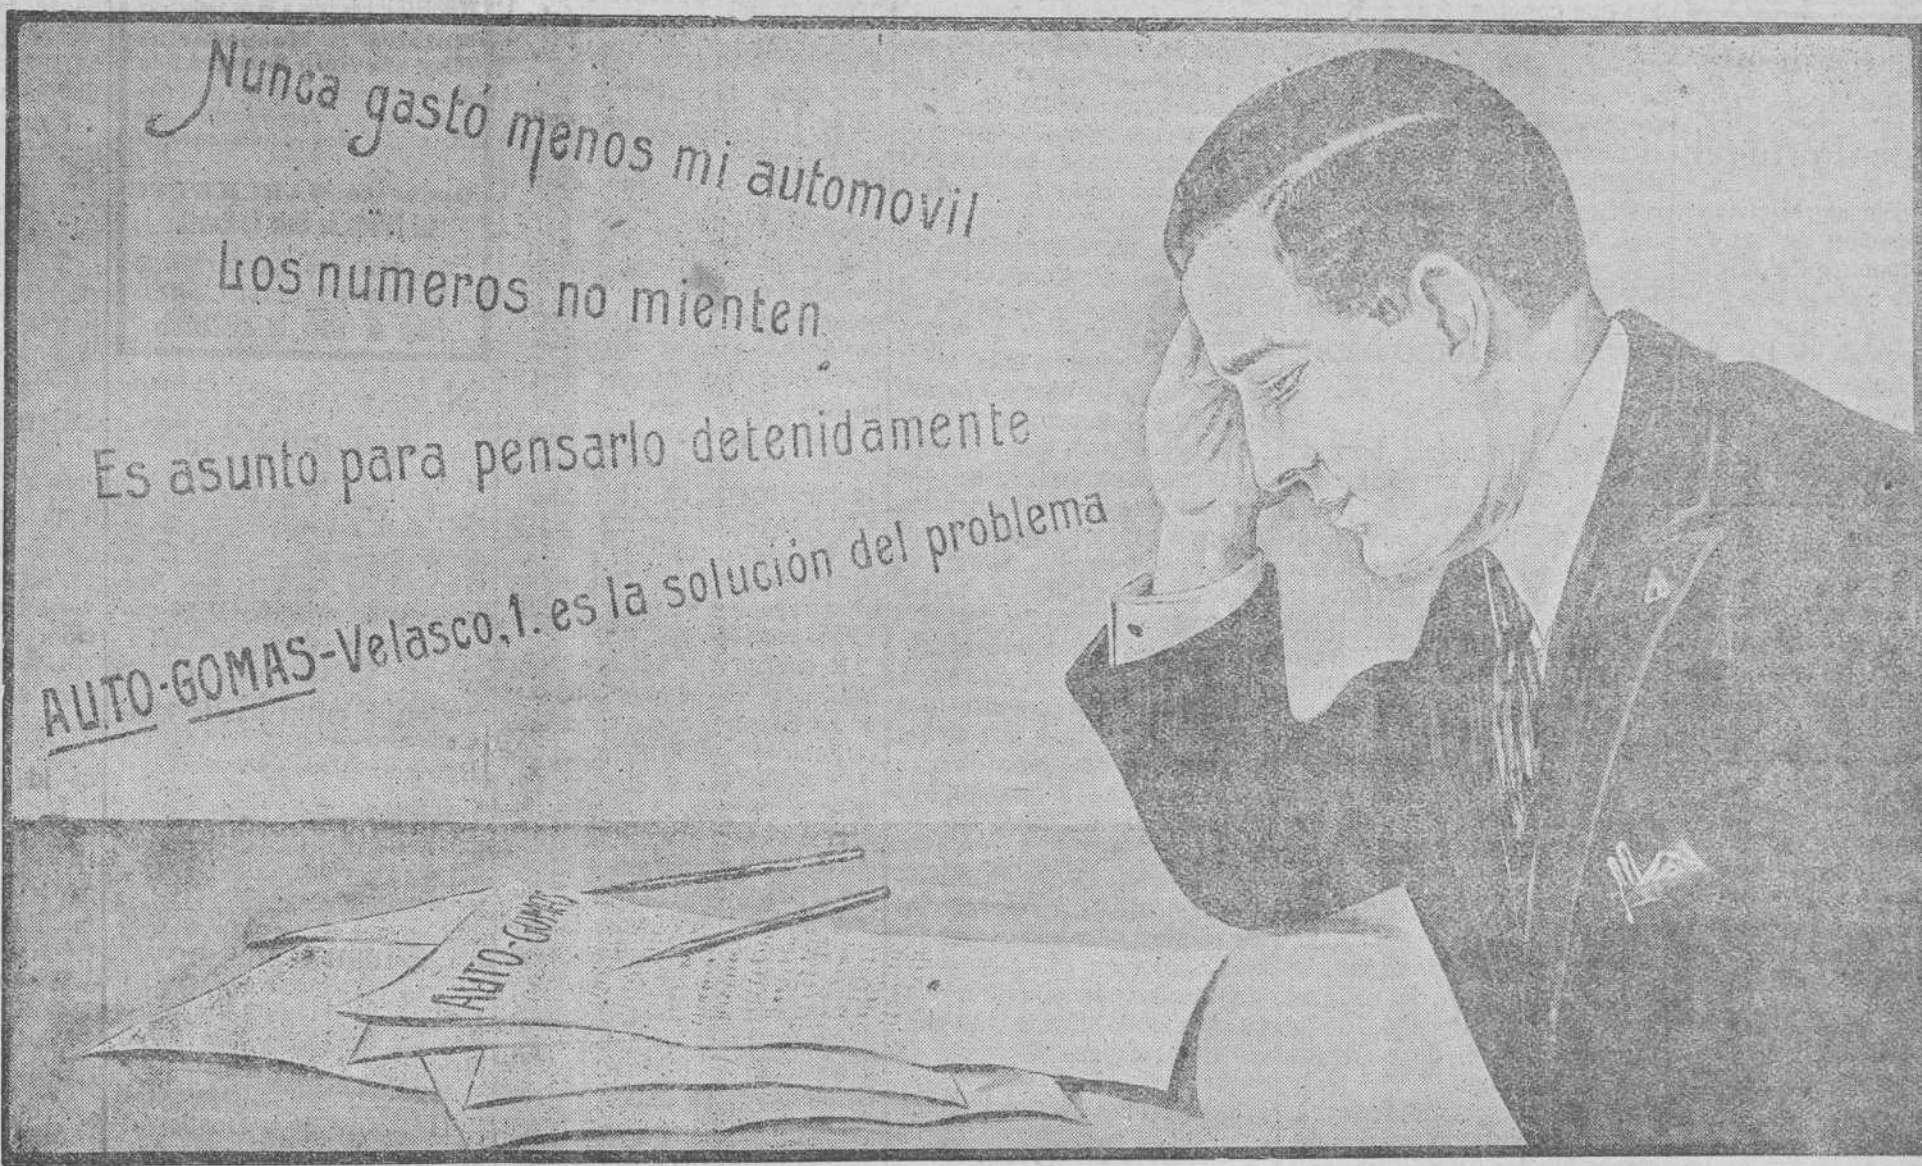 Nunca gastó menos mi automovil
Los numeros no mienten.
Es asunto para pensarlo detenidamente
AUTO-GOMAS-Velasco,1. es la solución del problema
AUTO-GOMAS